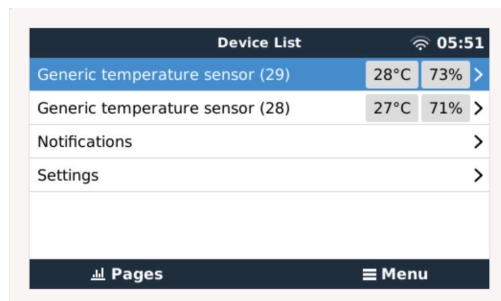 Device List 05:51
Generic temperature sensor (29) 28°C 73%
Generic temperature sensor (28) 27°C 71%
Notifications
Settings
Pages Menu